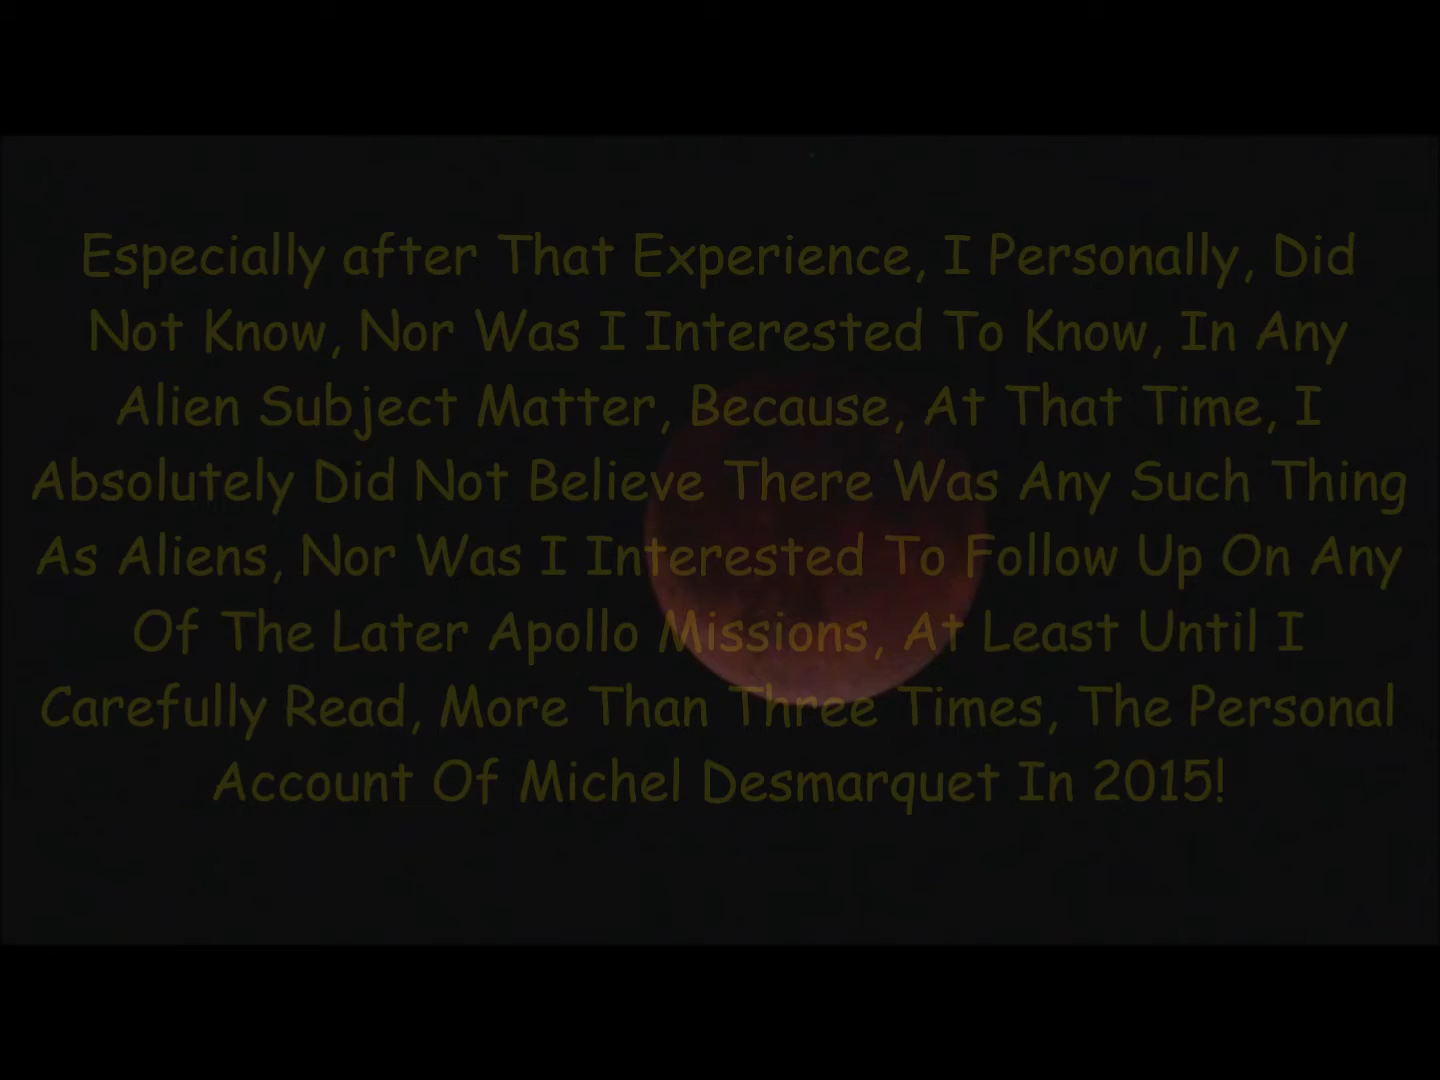 Especially after That Experience, I Personally, Did
Not Know, Nor Was I Interested To Know, In Any
Alien Subject Matter, Because, At That Time, I
Absolutely Did Not Believe There Was Any Such Thing
As Aliens, Nor Was I Interested To Follow Up On Any
Of The Later Apollo Missions, At Least Until I
Carefully Read, More Than Three Times, The Personal
Account Of Michel Desmarquet In 2015!